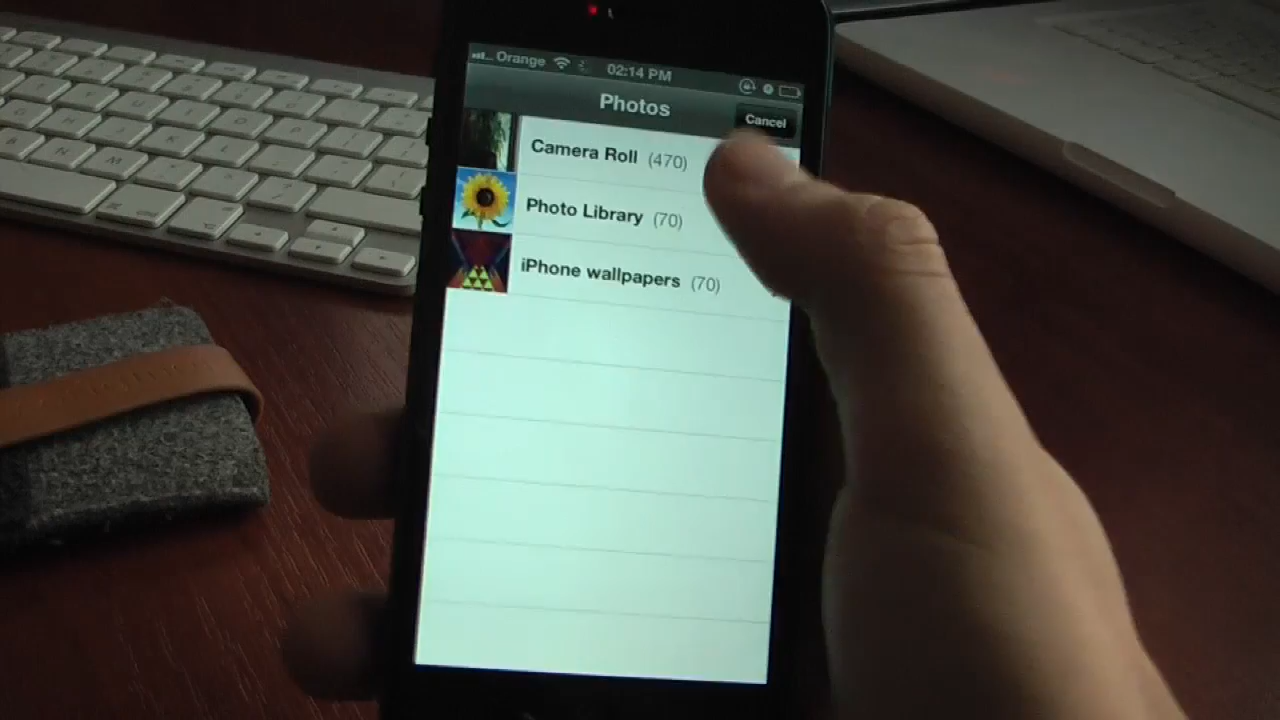 Orange 02:14 PM
Photos
Cancel
Camera Roll (470)
Photo Library (70)
iPhone wallpapers (70)